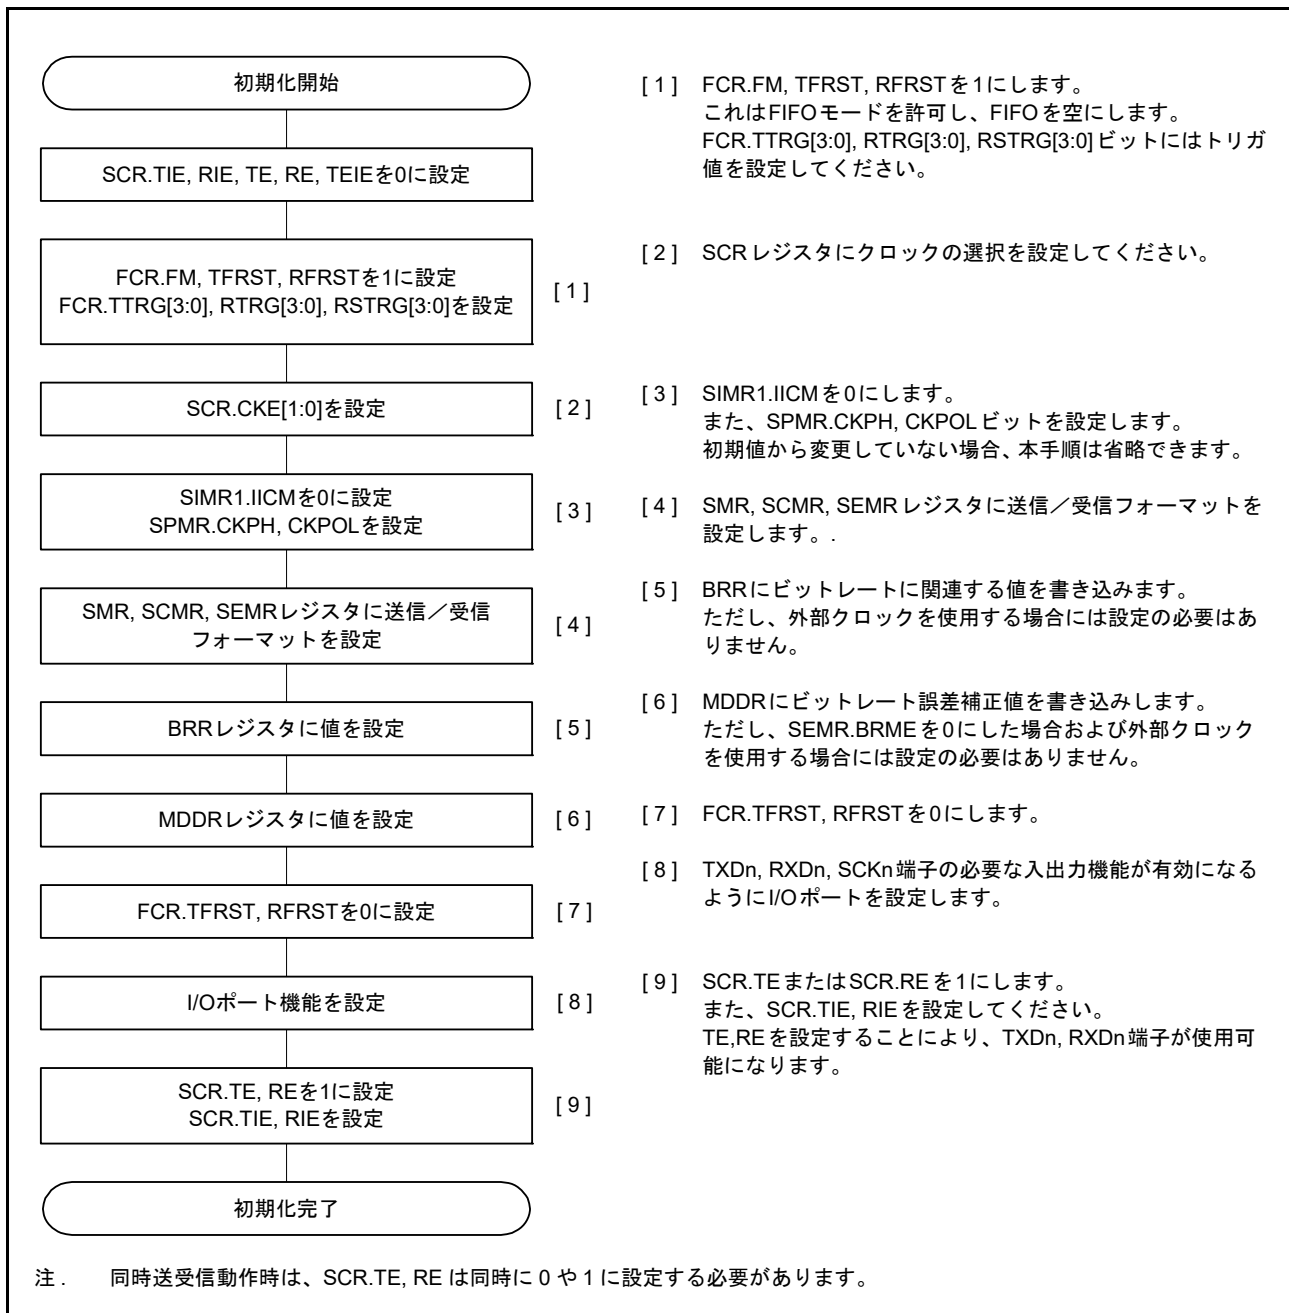 初期化開始
SCR.TIE, RIE, TE, RE, TEIEを0に設定
FCR.FM, TFRST, RFRSTを1に設定
FCR.TTRG[3:0], RTRG[3:0], RSTRG[3:0]を設定
[ 1 ]
SCR.CKE[1:0]を設定
[ 2 ]
SIMR1.IICMを0に設定
SPMR.CKPH, CKPOLを設定
[ 3 ]
SMR, SCMR, SEMRレジスタに送信／受信
フォーマットを設定
[ 4 ]
BRRレジスタに値を設定
[ 5 ]
MDDRレジスタに値を設定
[ 6 ]
FCR.TFRST, RFRSTを0に設定
[ 7 ]
I/Oポート機能を設定
[ 8 ]
SCR.TE, REを1に設定
SCR.TIE, RIEを設定
[ 9 ]
初期化完了
[ 1 ] FCR.FM, TFRST, RFRSTを1にします。
これはFIFOモードを許可し、FIFOを空にします。
FCR.TTRG[3:0], RTRG[3:0], RSTRG[3:0]ビットにはトリガ
値を設定してください。
[ 2 ] SCRレジスタにクロックの選択を設定してください。
[ 3 ] SIMR1.IICMを0にします。
また、SPMR.CKPH, CKPOLビットを設定します。
初期値から変更していない場合、本手順は省略できます。
[ 4 ] SMR, SCMR, SEMRレジスタに送信／受信フォーマットを
設定します。.
[ 5 ] BRRにビットレートに関連する値を書き込みます。
ただし、外部クロックを使用する場合には設定の必要はあ
りません。
[ 6 ] MDDRにビットレート誤差補正値を書き込みします。
ただし、SEMR.BRMEを0にした場合および外部クロック
を使用する場合には設定の必要はありません。
[ 7 ] FCR.TFRST, RFRSTを0にします。
[ 8 ] TXDn, RXDn, SCKn端子の必要な入出力機能が有効になる
ようにI/Oポートを設定します。
[ 9 ] SCR.TEまたはSCR.REを1にします。
また、SCR.TIE, RIEを設定してください。
TE,REを設定することにより、TXDn, RXDn端子が使用可
能になります。
注． 同時送受信動作時は、SCR.TE, RE は同時に 0 や 1 に設定する必要があります。